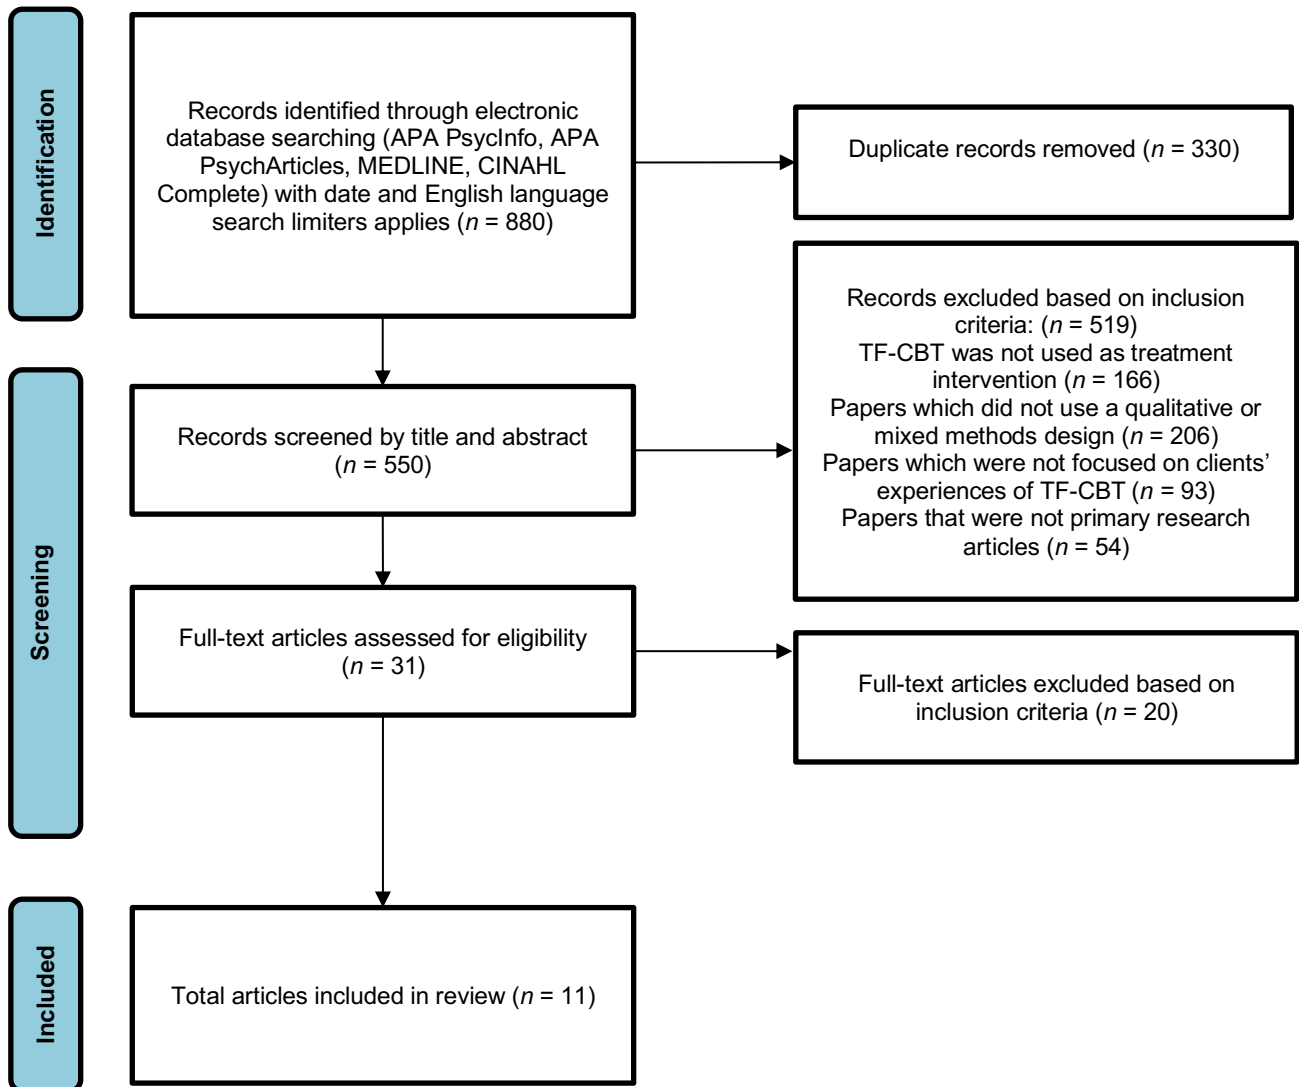 Identification
Records identified through electronic
database searching (APA PsycInfo, APA
PsychArticles, MEDLINE, CINAHL
Complete) with date and English language
search limiters applies (n = 880)
Duplicate records removed (n = 330)
Screening
Records screened by title and abstract
(n = 550)
Records excluded based on inclusion
criteria: (n = 519)
TF-CBT was not used as treatment
intervention (n = 166)
Papers which did not use a qualitative or
mixed methods design (n = 206)
Papers which were not focused on clients’
experiences of TF-CBT (n = 93)
Papers that were not primary research
articles (n = 54)
Full-text articles assessed for eligibility
(n = 31)
Full-text articles excluded based on
inclusion criteria (n = 20)
Included
Total articles included in review (n = 11)